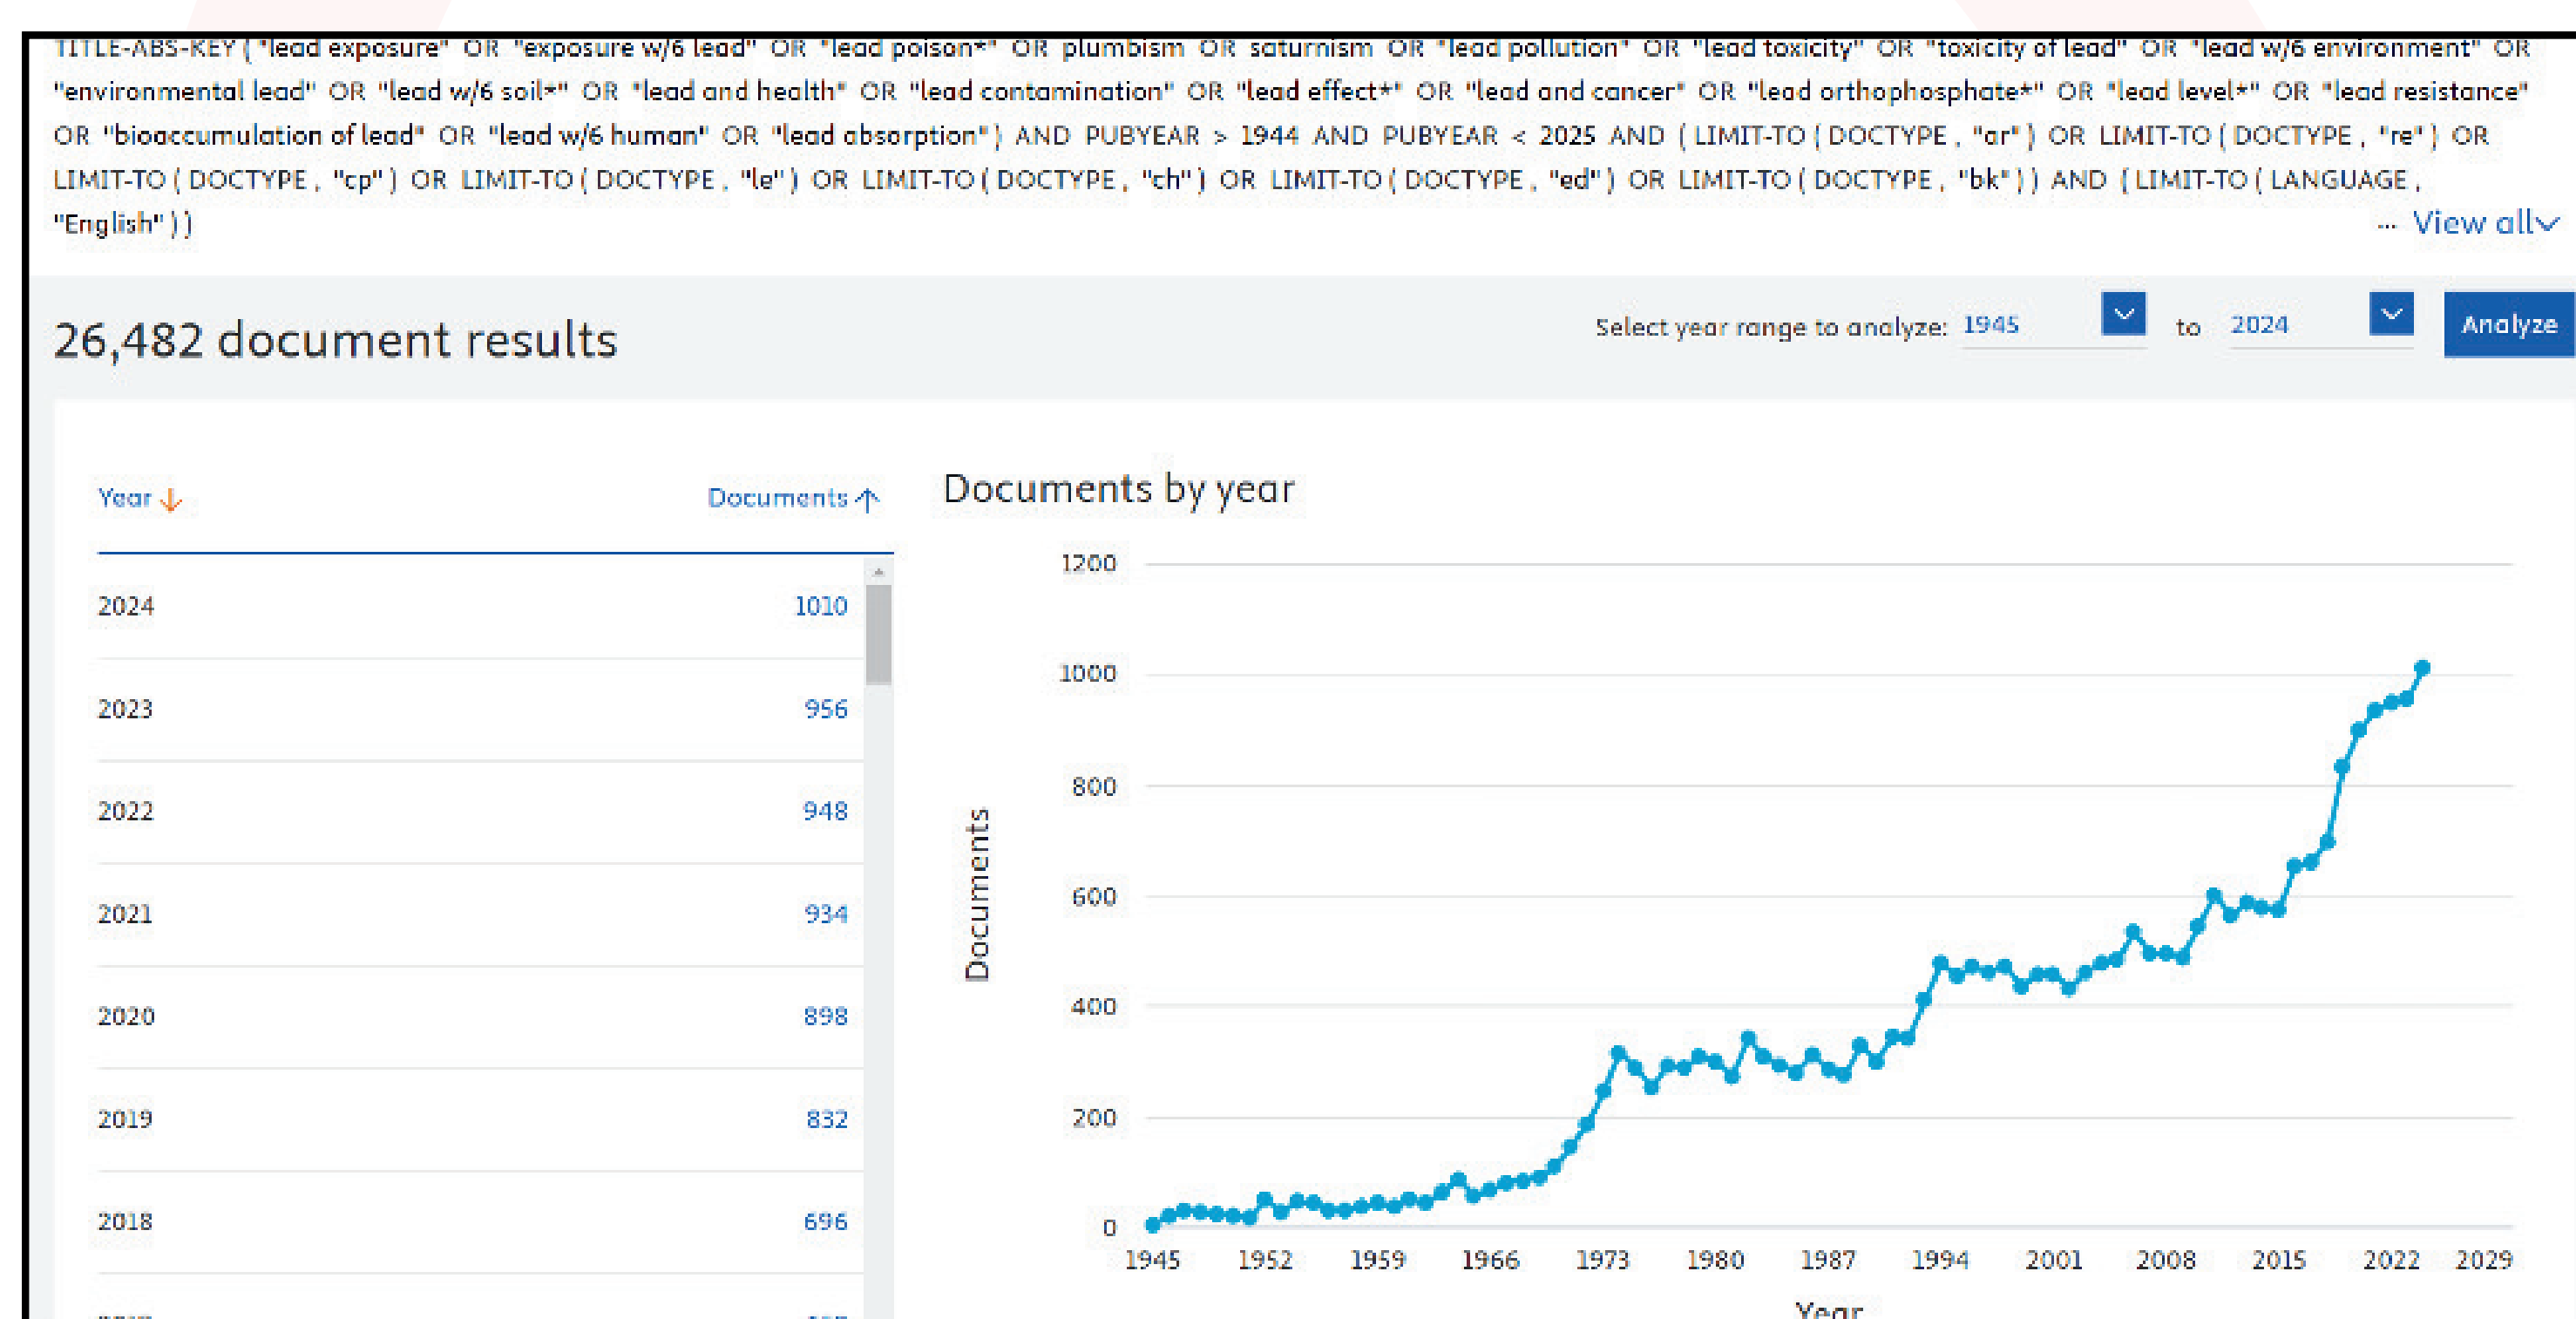 TITLE-ABS-KEY ( "lead exposure" OR "exposure w/6 lead" OR "lead poison*" OR plumbism OR saturnism OR "lead pollution" OR "lead toxicity" OR "toxicity of lead" OR "lead w/6 environment" OR
"environmental lead" OR "lead w/6 soil*" OR "lead and health" OR "lead contamination" OR "lead effect*" OR "lead and cancer" OR "lead orthophosphate*" OR "lead level*" OR "lead resistance"
OR "bioaccumulation of lead" OR "lead w/6 human" OR "lead absorption" ) AND PUBYEAR > 1944 AND PUBYEAR < 2025 AND ( LIMIT-TO ( DOCTYPE , "ar" ) OR LIMIT-TO ( DOCTYPE , "re" ) OR
LIMIT-TO ( DOCTYPE , "cp" ) OR LIMIT-TO ( DOCTYPE , "le" ) OR LIMIT-TO ( DOCTYPE , "ch" ) OR LIMIT-TO ( DOCTYPE , "ed" ) OR LIMIT-TO ( DOCTYPE , "bk" ) ) AND ( LIMIT-TO ( LANGUAGE ,
"English" ) )
... View all
26,482 document results
Select year range to analyze: 1945 to 2024 Analyze
Year Documents
2024 1010
2023 956
2022 948
2021 934
2020 898
2019 832
2018 696
Documents by year
1200
1000
800
600
400
200
0
Documents
1945 1952 1959 1966 1973 1980 1987 1994 2001 2008 2015 2022 2029
Year